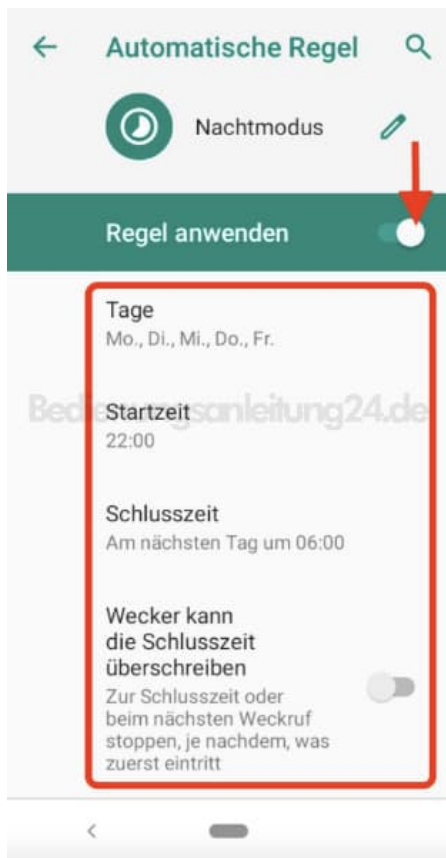 Automatische Regel
Nachtmodus
Regel anwenden
Tage
Mo., Di., Mi., Do., Fr.
Bedienungsanleitung24.de
Startzeit
22:00
Schlusszeit
Am nächsten Tag um 06:00
Wecker kann
die Schlusszeit
überschreiben
Zur Schlusszeit oder
beim nächsten Weckruf
stoppen, je nachdem, was
zuerst eintritt